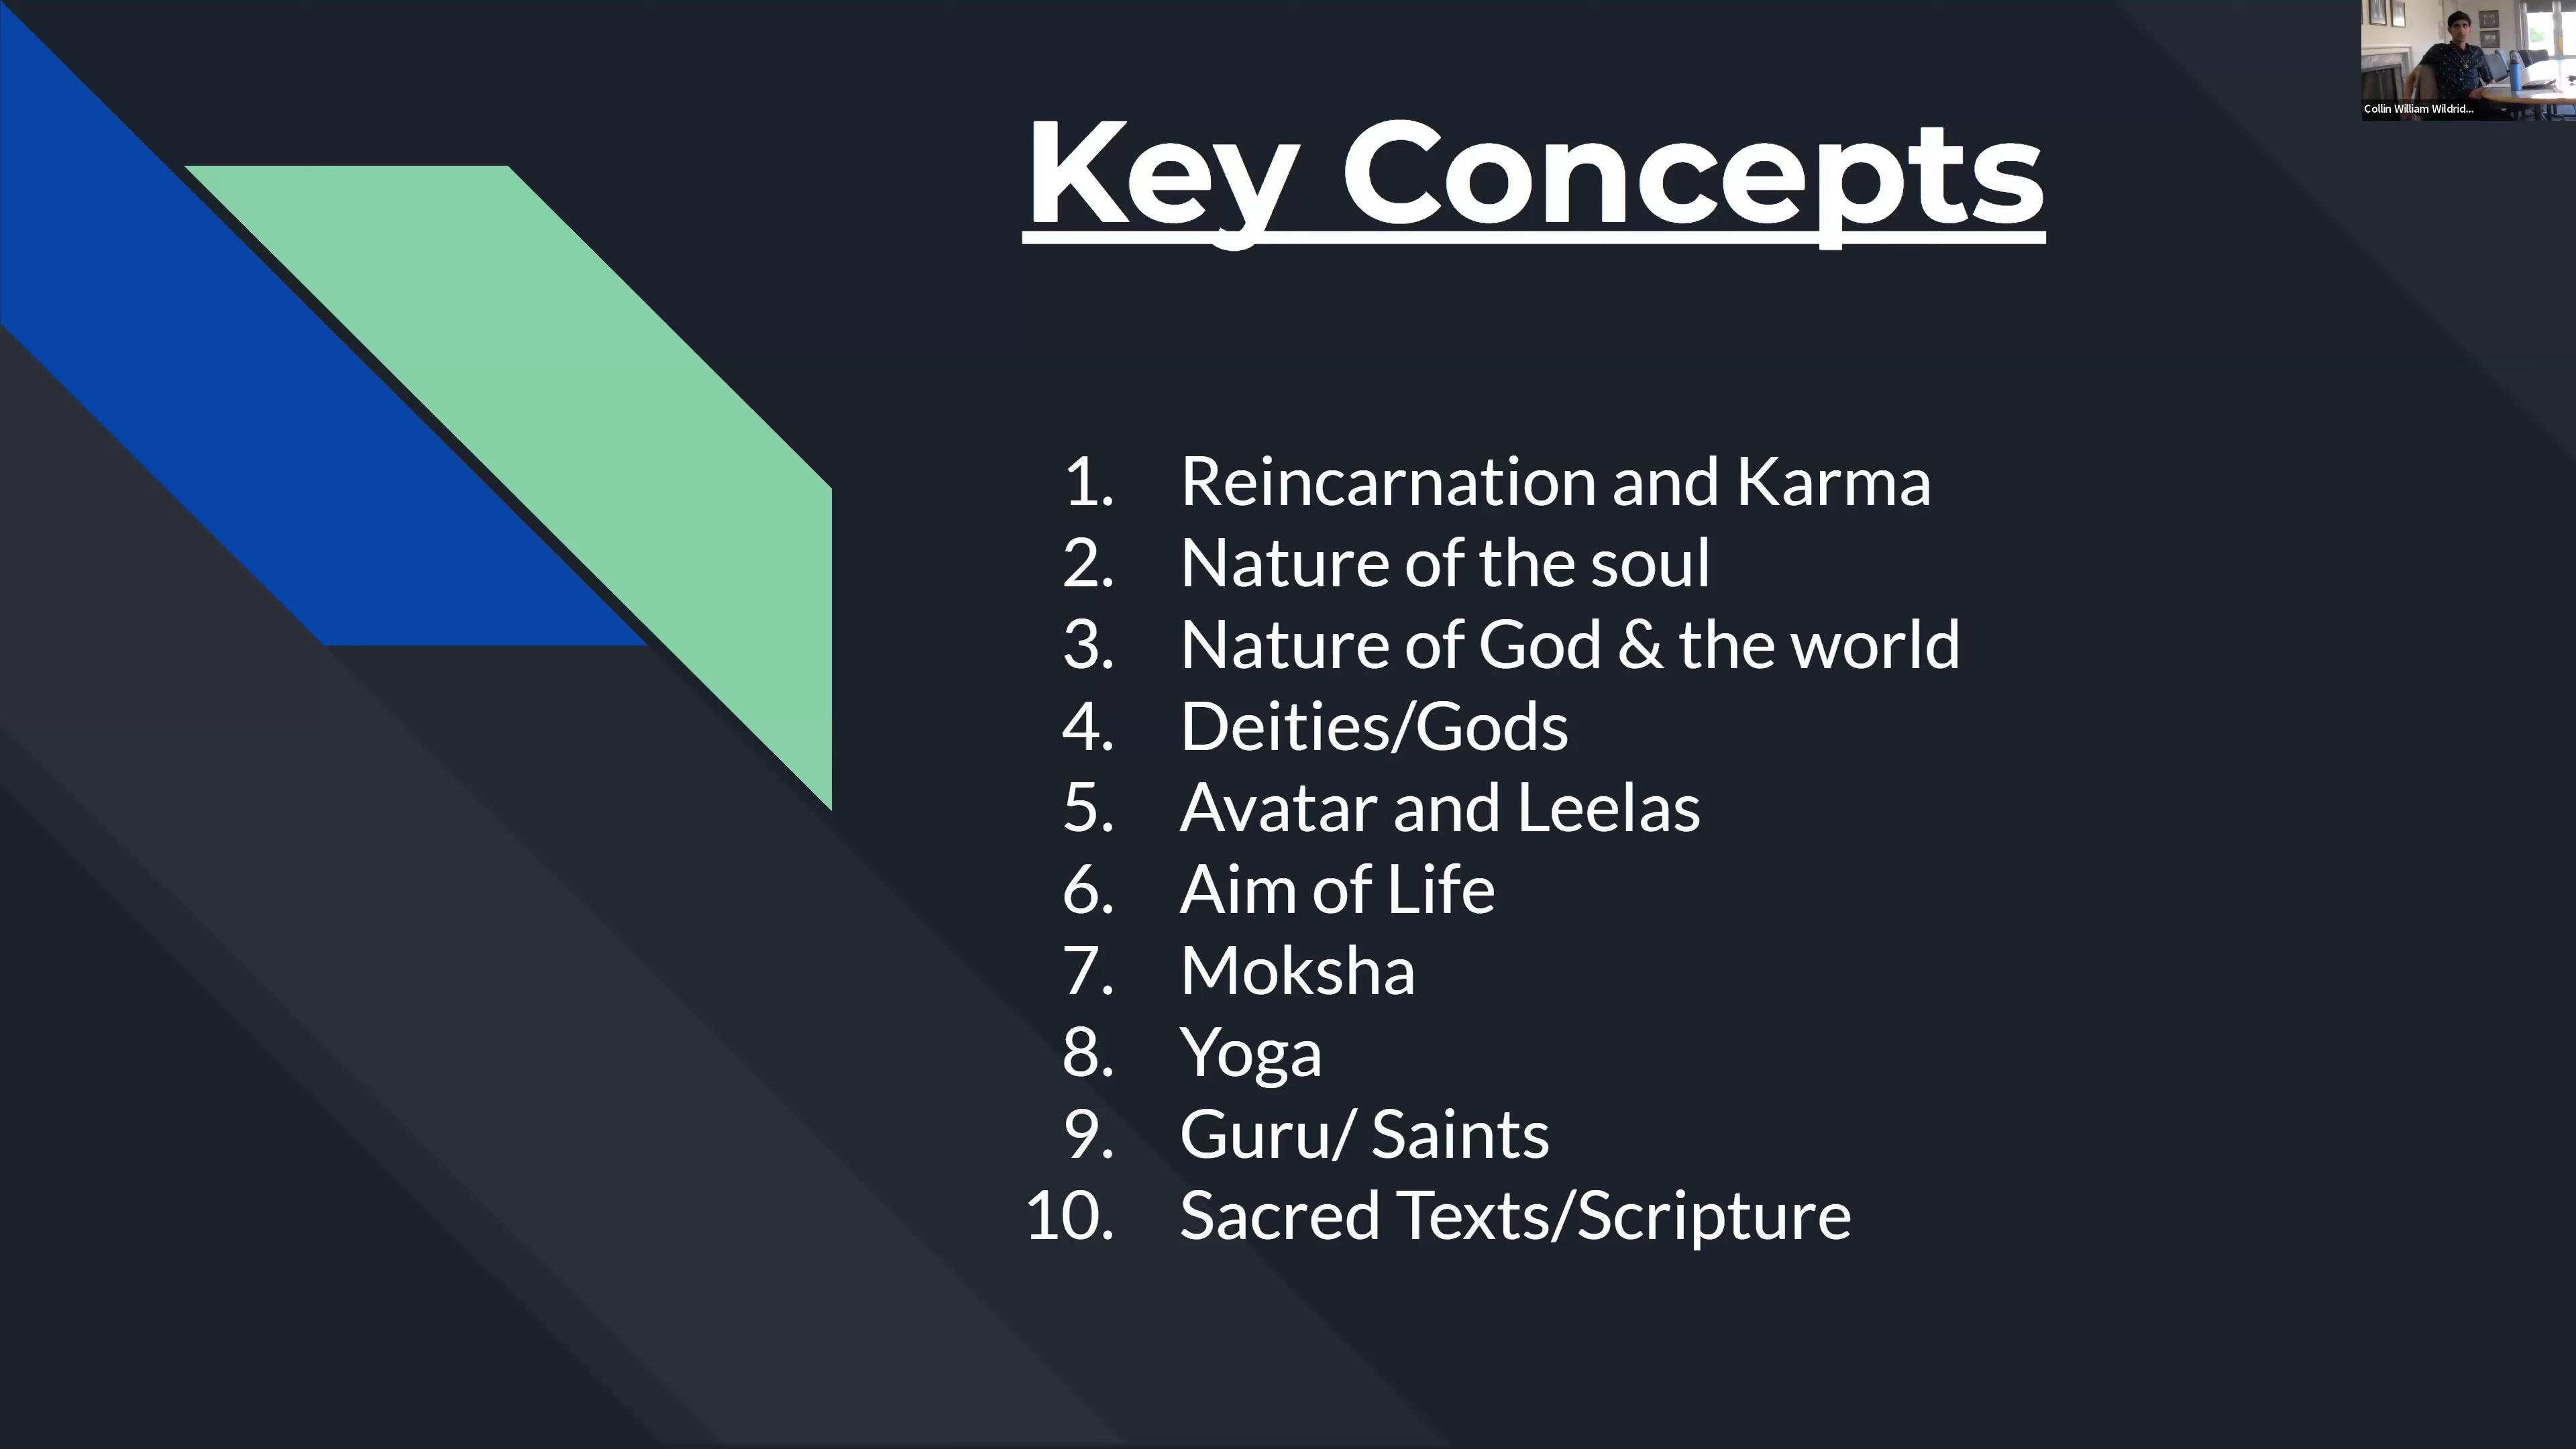 Key Concepts
1. Reincarnation and Karma
2. Nature of the soul
3. Nature of God & the world
4. Deities/Gods
5. Avatar and Leelas
6. Aim of Life
7. Moksha
8. Yoga
9. Guru/ Saints
10. Sacred Texts/Scripture
Collin William Wildrid...